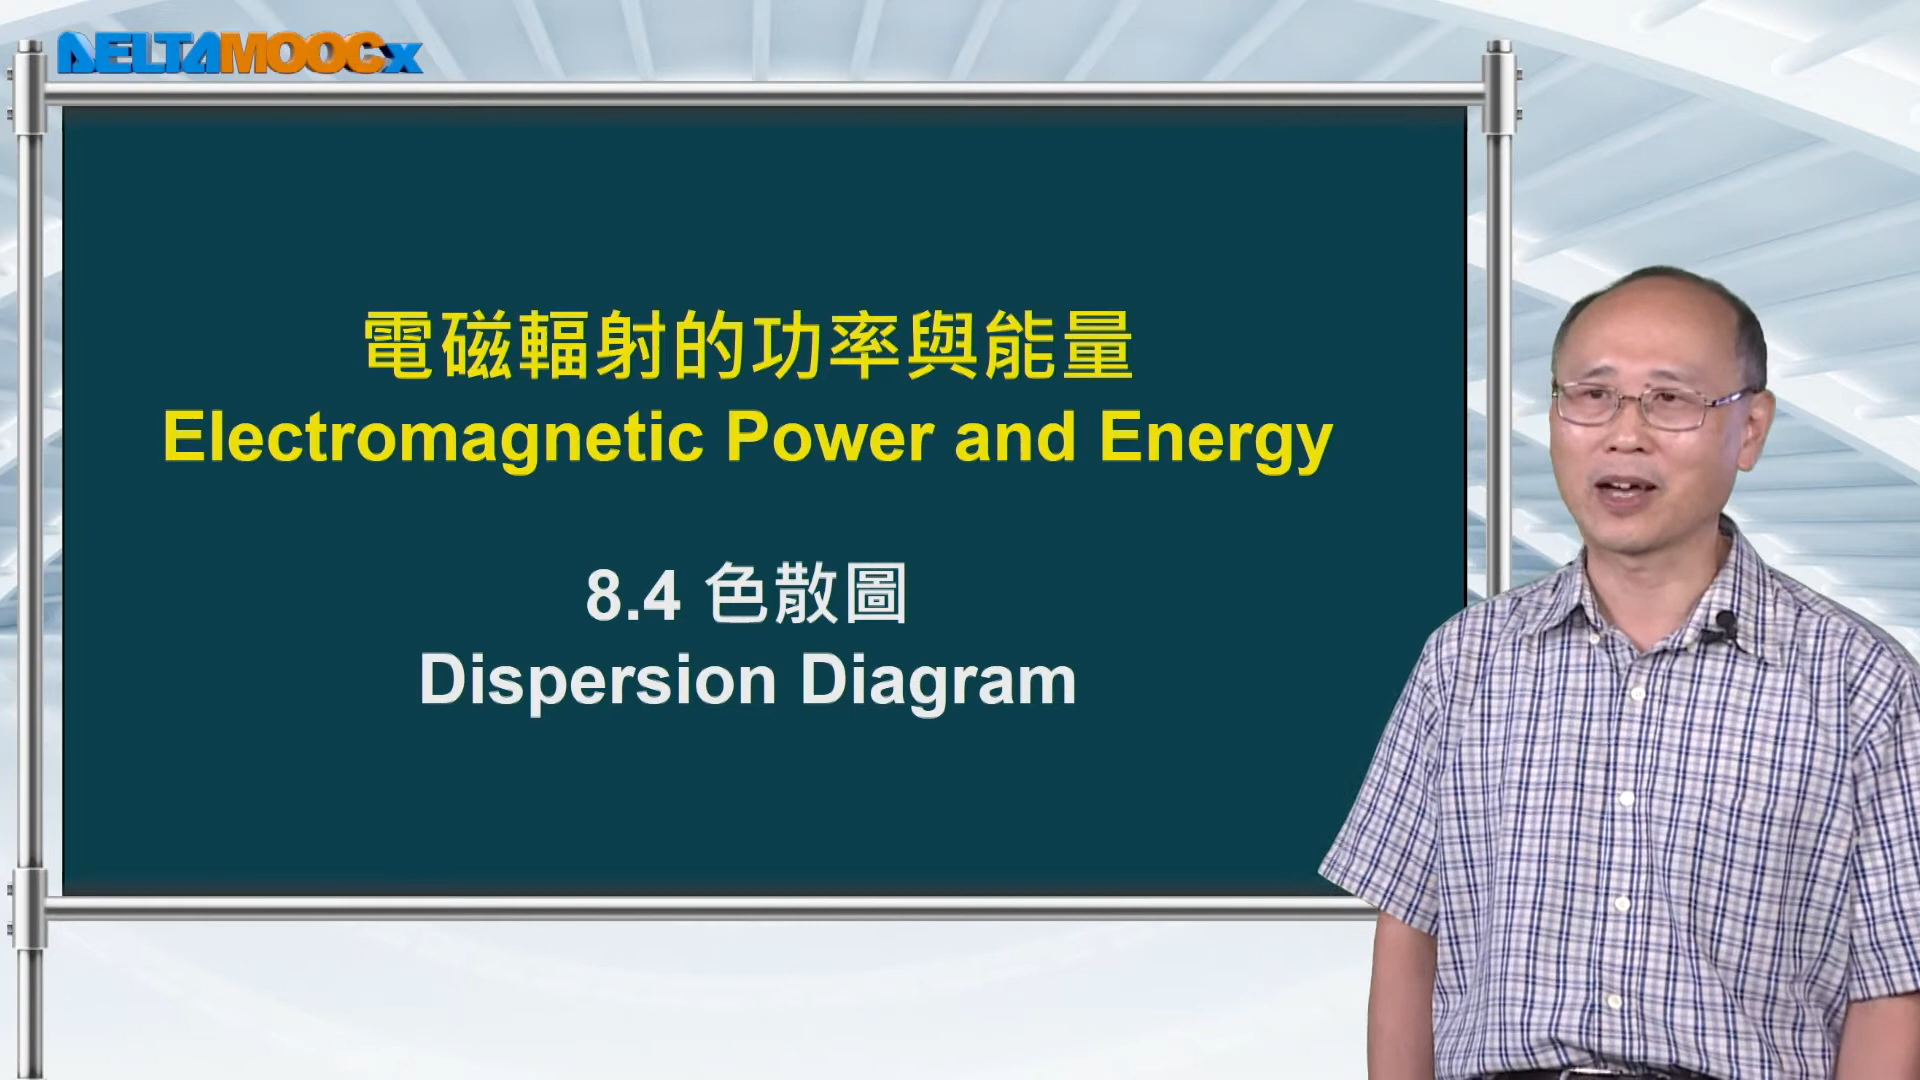 DELTAMOOCx
電磁輻射的功率與能量
Electromagnetic Power and Energy
8.4 色散圖
Dispersion Diagram